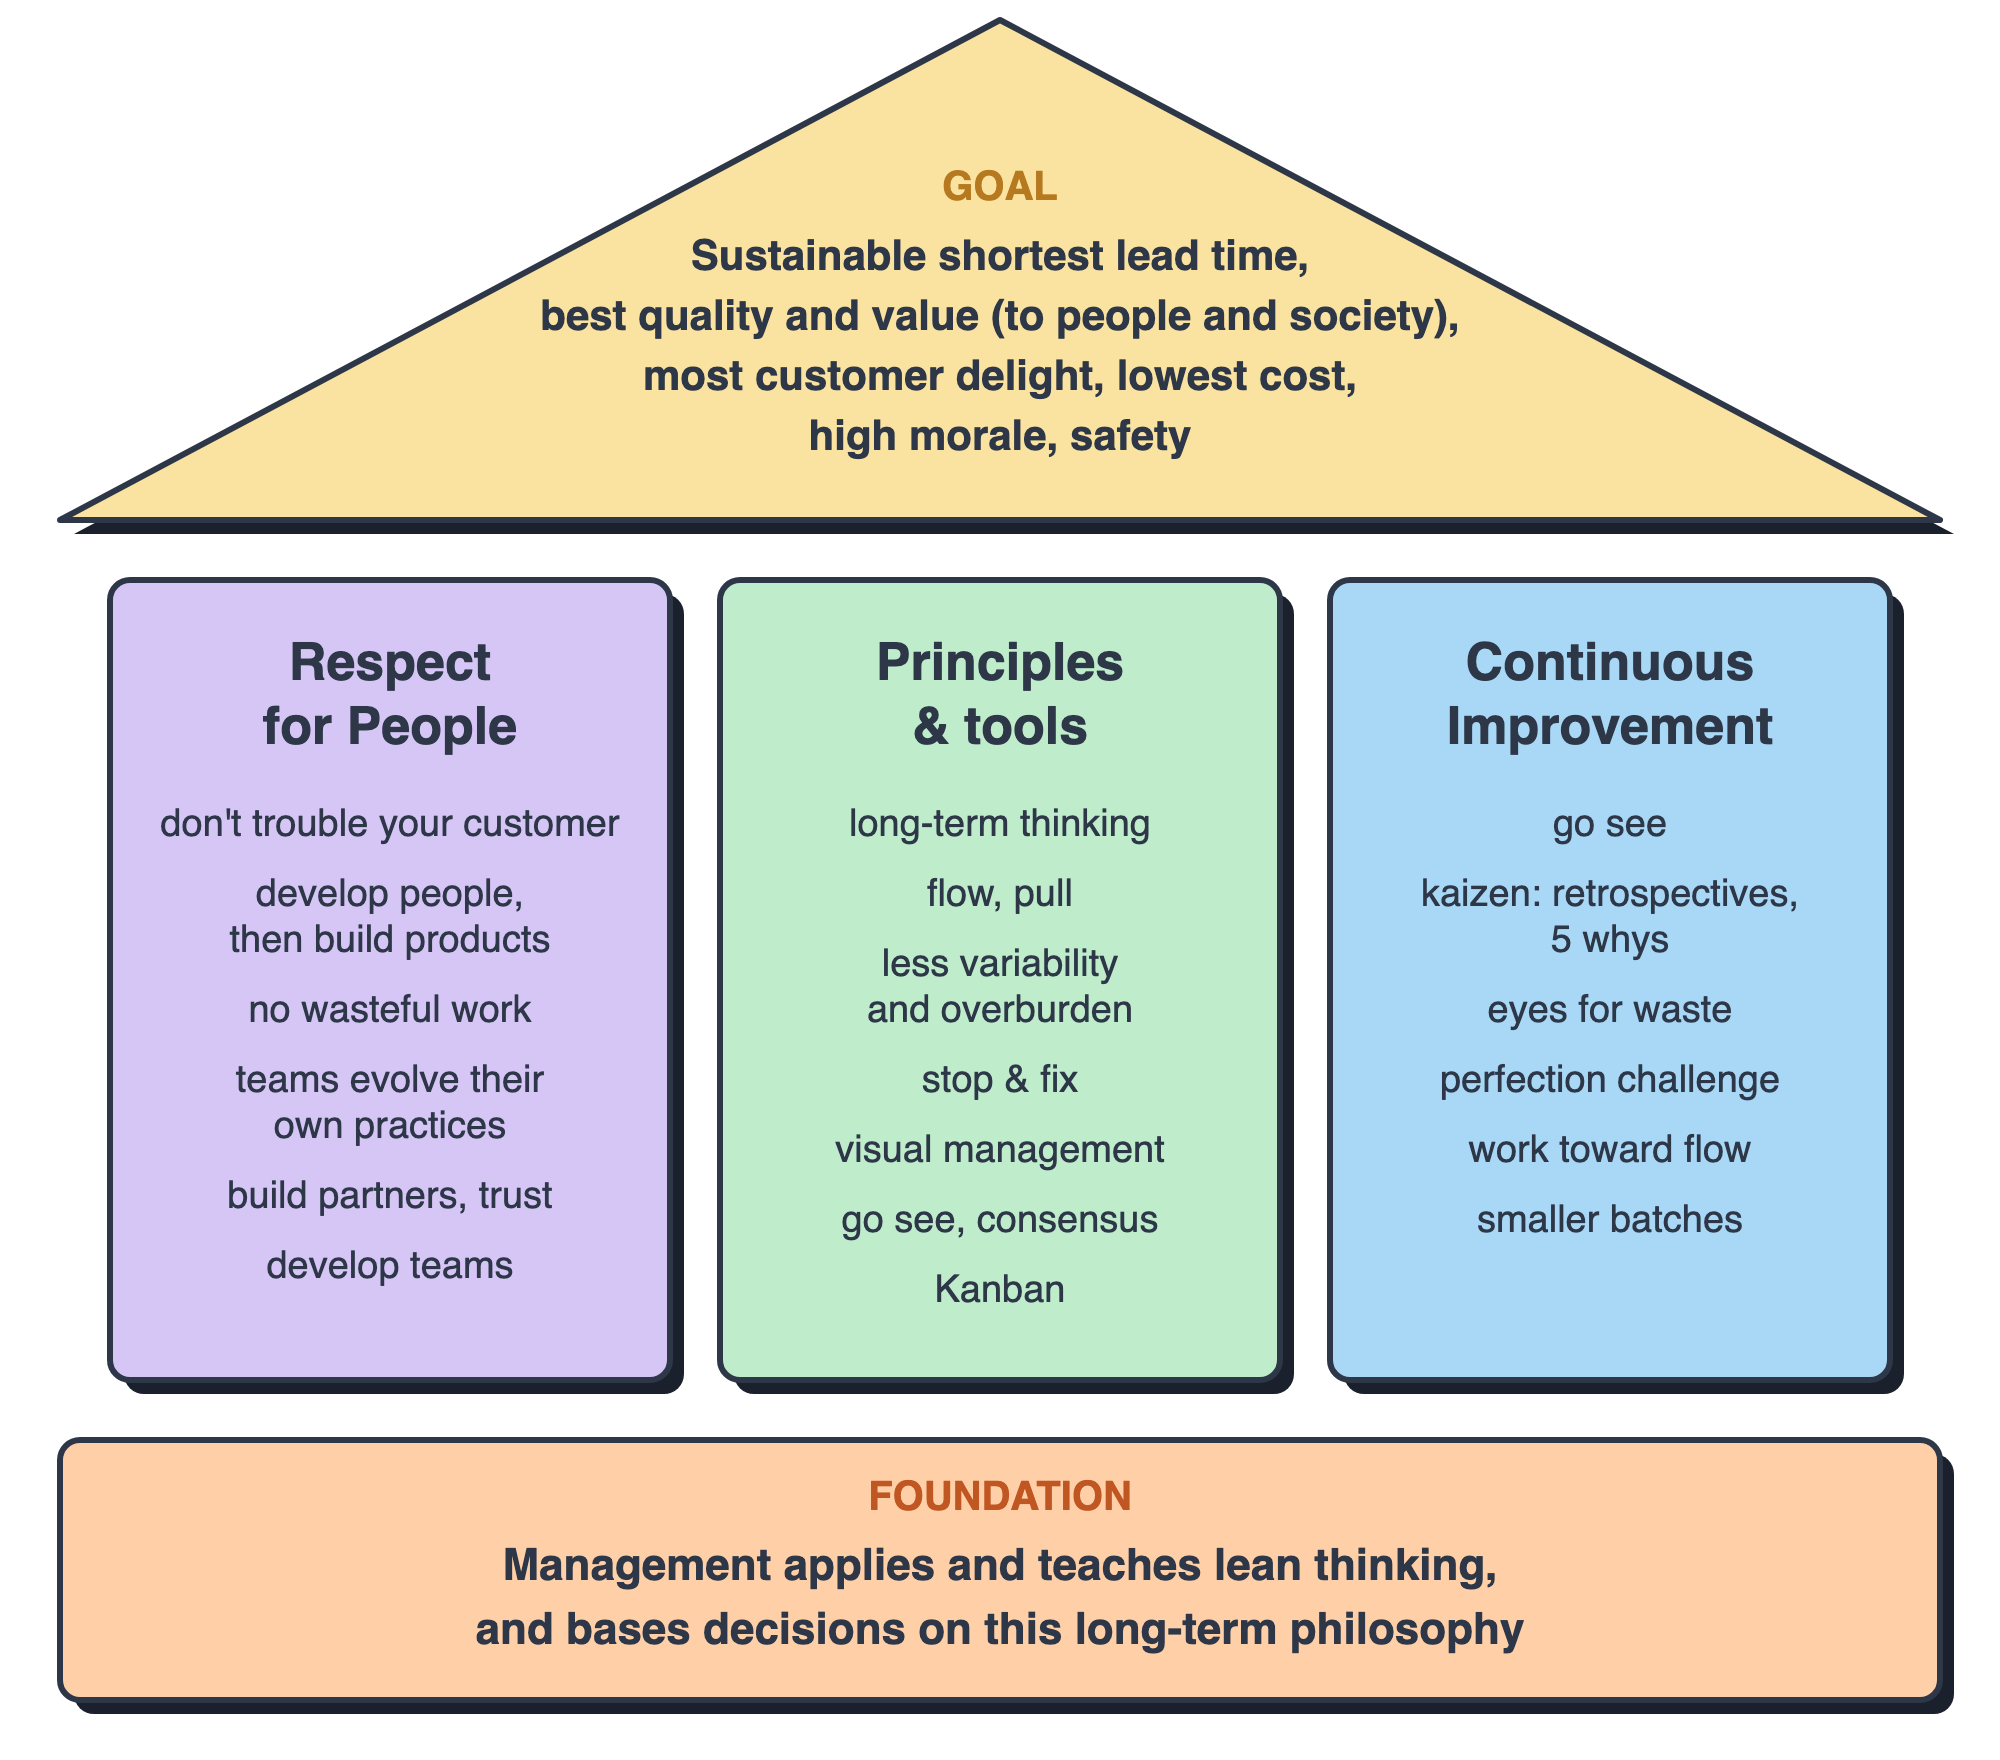 GOAL
Sustainable shortest lead time,
best quality and value (to people and society),
most customer delight, lowest cost,
high morale, safety
Respect
for People
don't trouble your customer
develop people,
then build products
no wasteful work
teams evolve their
own practices
build partners, trust
develop teams
Principles
& tools
long-term thinking
flow, pull
less variability
and overburden
stop & fix
visual management
go see, consensus
Kanban
Continuous
Improvement
go see
kaizen: retrospectives,
5 whys
eyes for waste
perfection challenge
work toward flow
smaller batches
FOUNDATION
Management applies and teaches lean thinking,
and bases decisions on this long-term philosophy